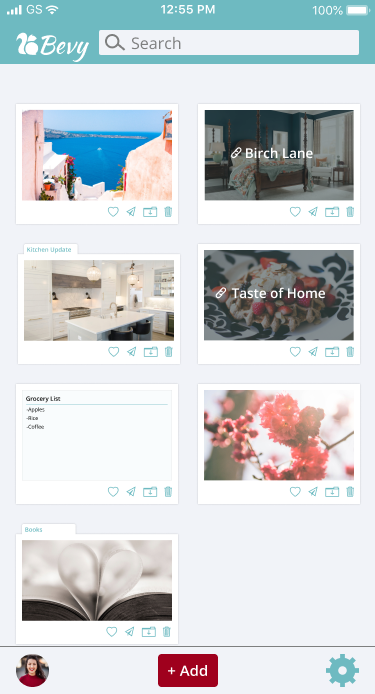 GS 12:55 PM 100%
Bevy Search
Birch Lane
Kitchen Update
Taste of Home
Grocery List
-Apples
-Rise
-Coffee
Books
+ Add